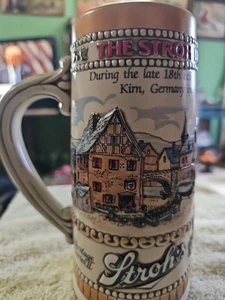 THE STROH
During the late 18th
Kirn, Germany
Stroh's